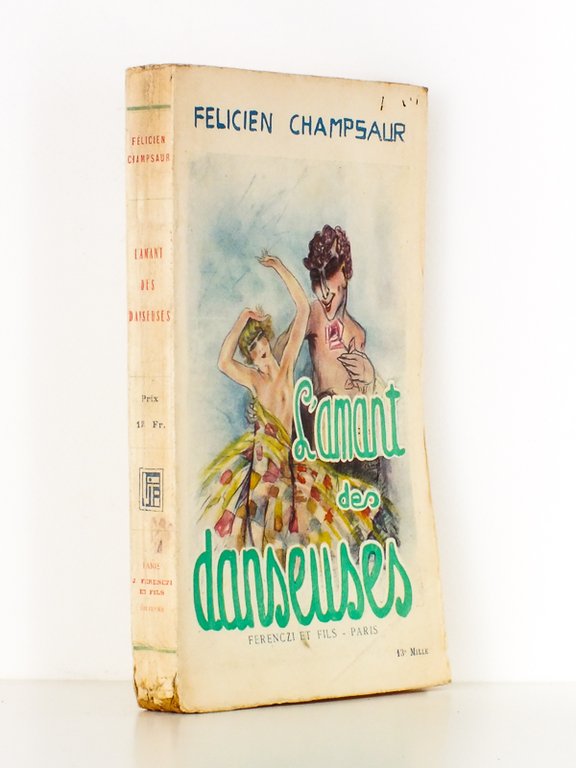 FELICIEN CHAMPSAUR
L'amant
des
danseuses
FERENCZI ET FILS - PARIS
13e MILLE
FÉLICIEN
CHAMPSAUR
L'AMANT
DES
DANSEUSES
Prix
12 Fr.
PARIS
J. FERENCZI
ET FILS